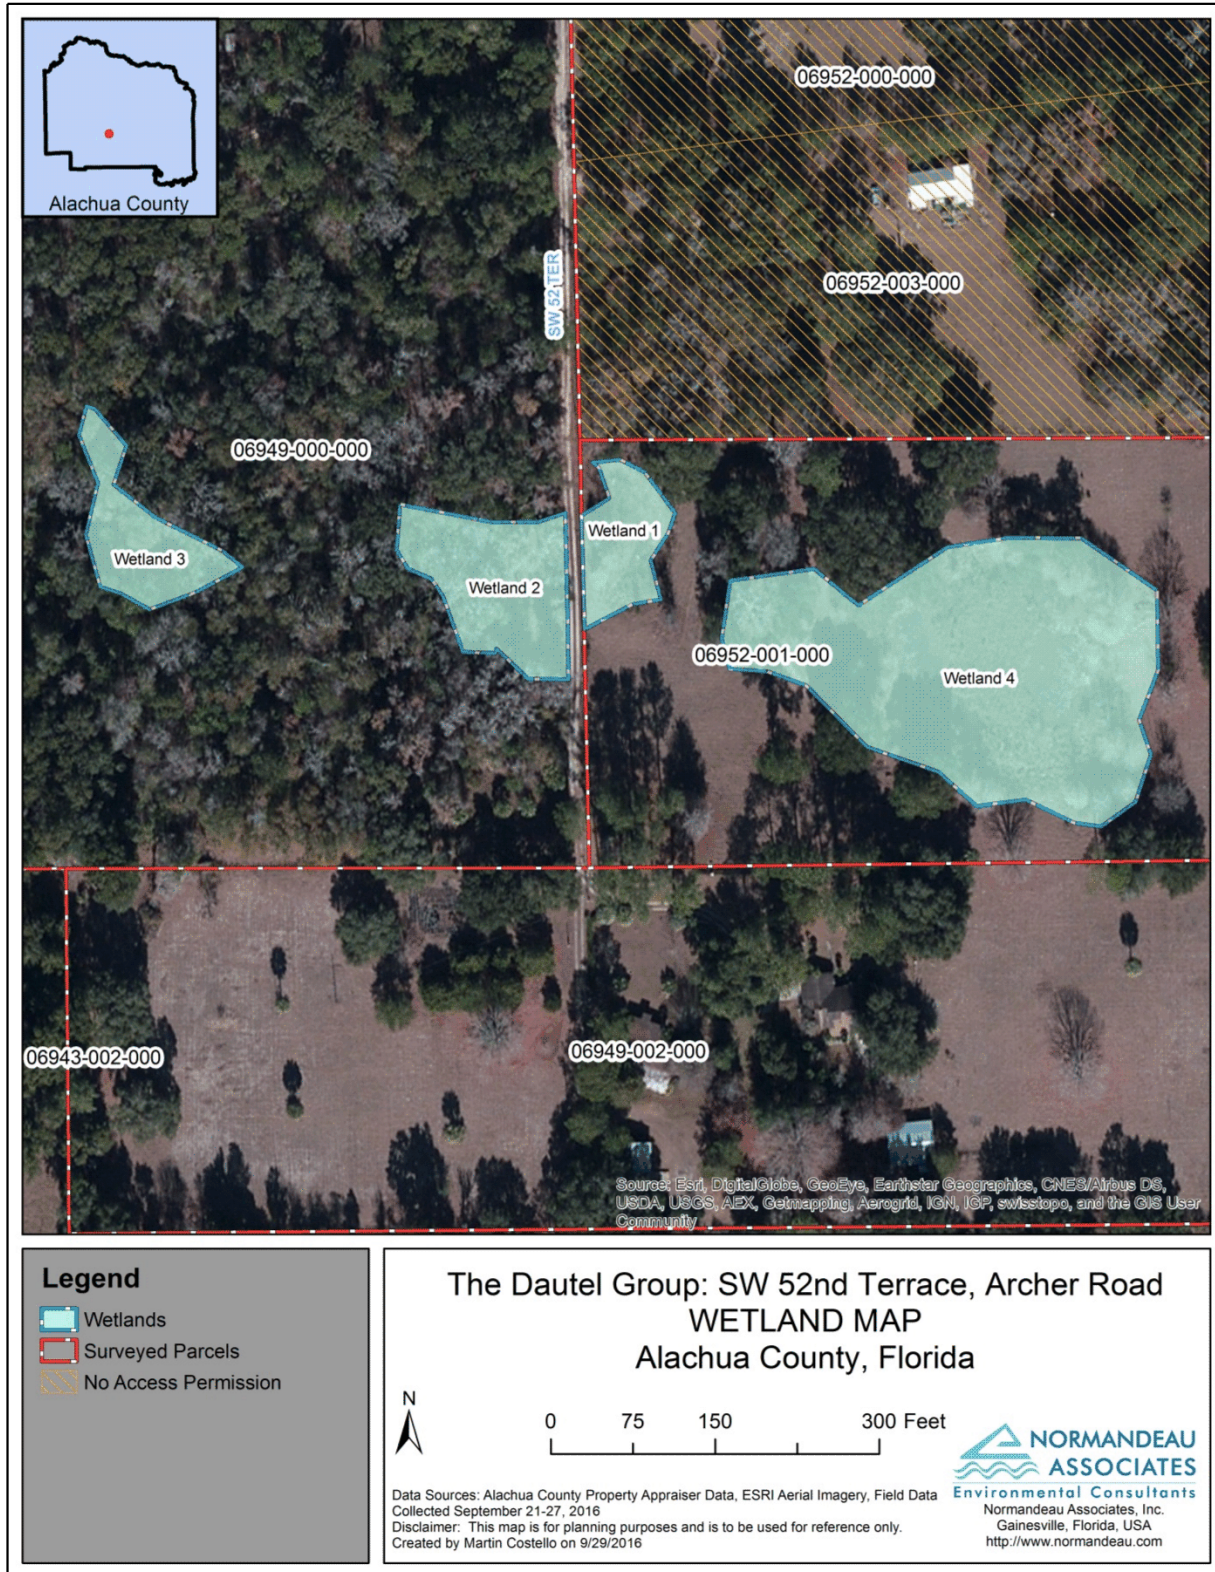 Alachua County
06952-000-000
SW 52 TER
06952-003-000
06949-000-000
Wetland 1
Wetland 3
Wetland 2
06952-001-000
Wetland 4
06943-002-000
06949-002-000
Source: Esri, DigitalGlobe, GeoEye, Earthstar Geographics, CNES/Airbus DS,
USDA, USGS, AEX, Getmapping, Aerogrid, IGN, IGP, swisstopo, and the GIS User
Community
Legend
Wetlands
Surveyed Parcels
No Access Permission
The Dautel Group: SW 52nd Terrace, Archer Road
WETLAND MAP
Alachua County, Florida
N
0 75 150 300 Feet
Data Sources: Alachua County Property Appraiser Data, ESRI Aerial Imagery, Field Data
Collected September 21-27, 2016
Disclaimer: This map is for planning purposes and is to be used for reference only.
Created by Martin Costello on 9/29/2016
NORMANDEAU
ASSOCIATES
Environmental Consultants
Normandeau Associates, Inc.
Gainesville, Florida, USA
http://www.normandeau.com